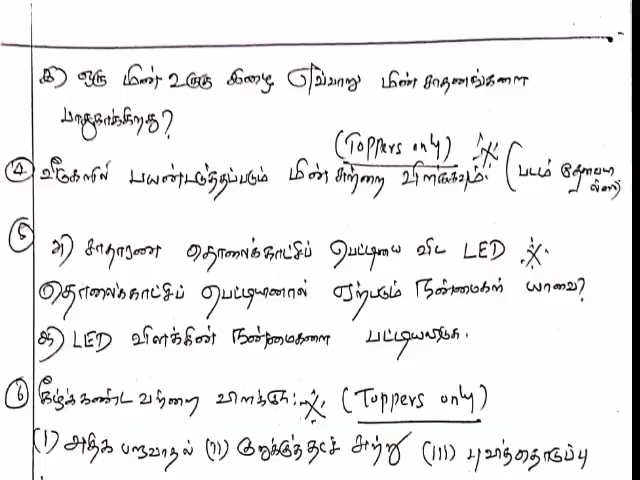 இ) ஒரு மின் உருகு இழை எவ்வாறு மின் சாதனங்களை
பாதுகாக்கிறது?
(Toppers only)
4 வீடுகளில் பயன்படுத்தப்படும் மின் சுற்றை விளக்கவும். (படம் தேவையில்லை)
5 அ) சாதாரண தொலைக்காட்சிப் பெட்டியை விட LED
தொலைக்காட்சிப் பெட்டியினால் ஏற்படும் நன்மைகள் யாவை?
ஆ) LED விளக்கின் நன்மைகளை பட்டியலிடுக.
6 கீழ்க்கண்டவற்றை விளக்கு: (Toppers only)
(i) அதிக பளுவாதல் (ii) குறுக்குத்தடச் சுற்று (iii) புவித்தொடுப்பு